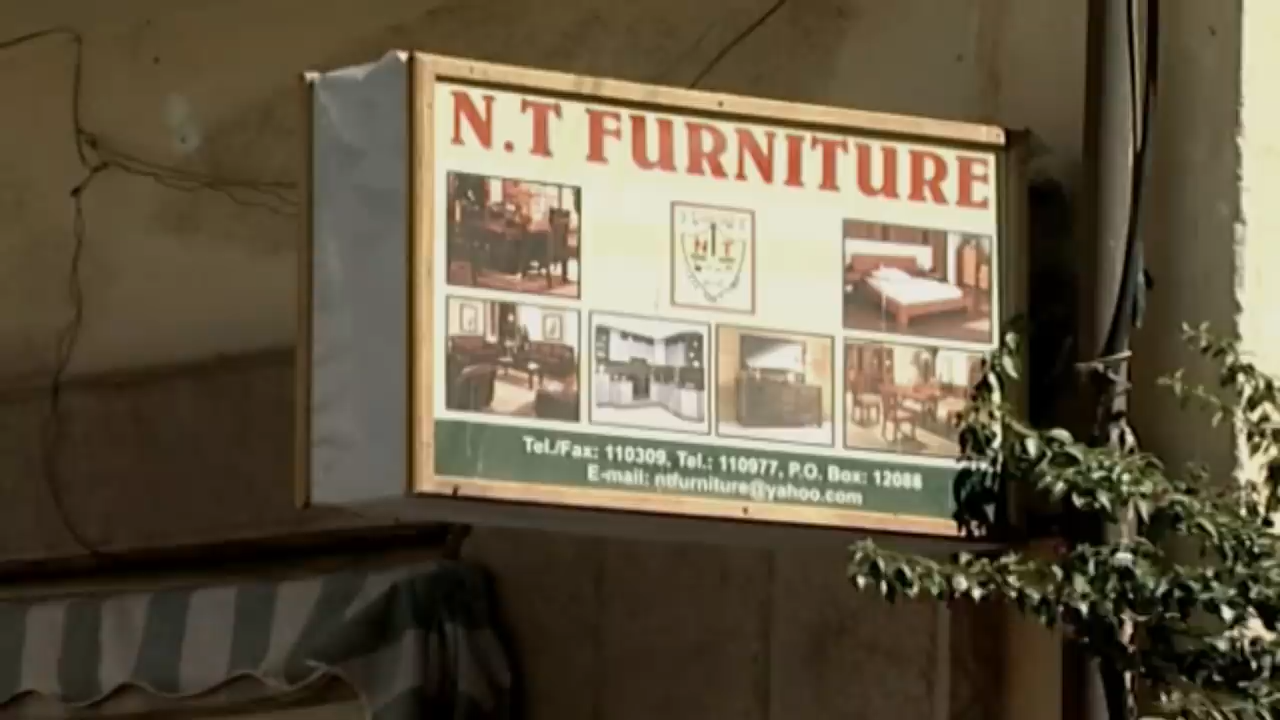 N.T FURNITURE
N T
Tel./Fax: 110309, Tel.: 110977, P.O. Box: 12088
E-mail: ntfurniture@yahoo.com